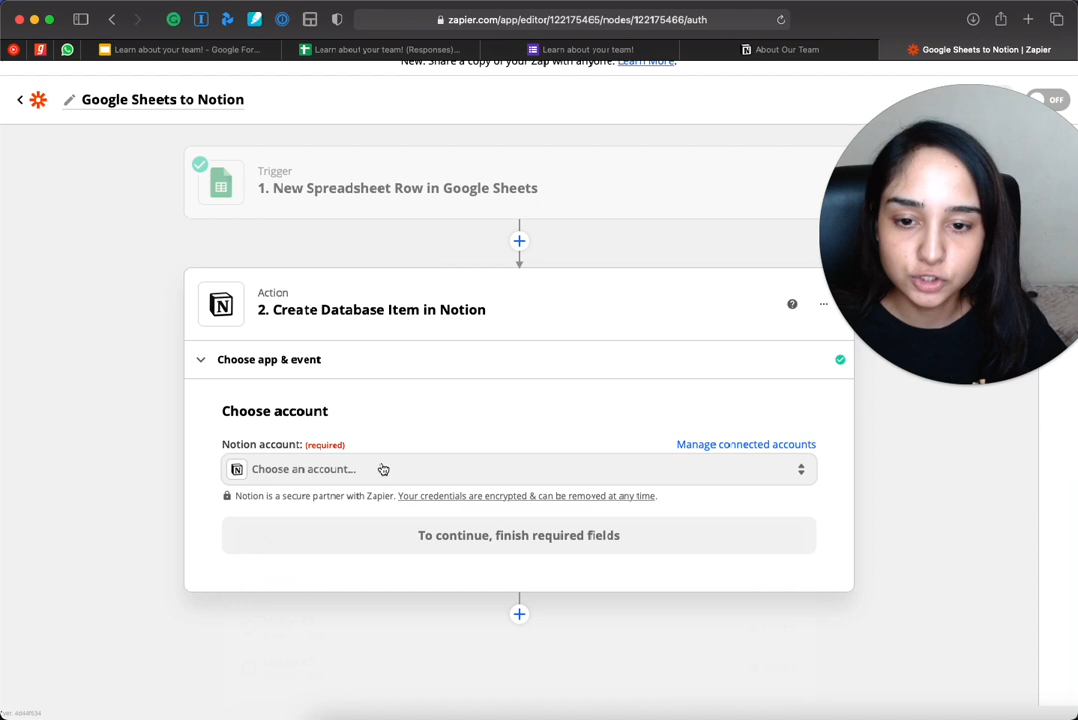 zapier.com/app/editor/122175465/nodes/122175466/auth
Learn about your team! - Google For...
Learn about your team! (Responses)...
Learn about your team!
About Our Team
Google Sheets to Notion | Zapier
New: Share a copy of your Zap with anyone. Learn More.
Google Sheets to Notion
OFF
Trigger
1. New Spreadsheet Row in Google Sheets
Action
2. Create Database Item in Notion
Choose app & event
Choose account
Notion account: (required)
Manage connected accounts
Choose an account...
Notion is a secure partner with Zapier. Your credentials are encrypted & can be removed at any time.
To continue, finish required fields
ver. 4d44f534